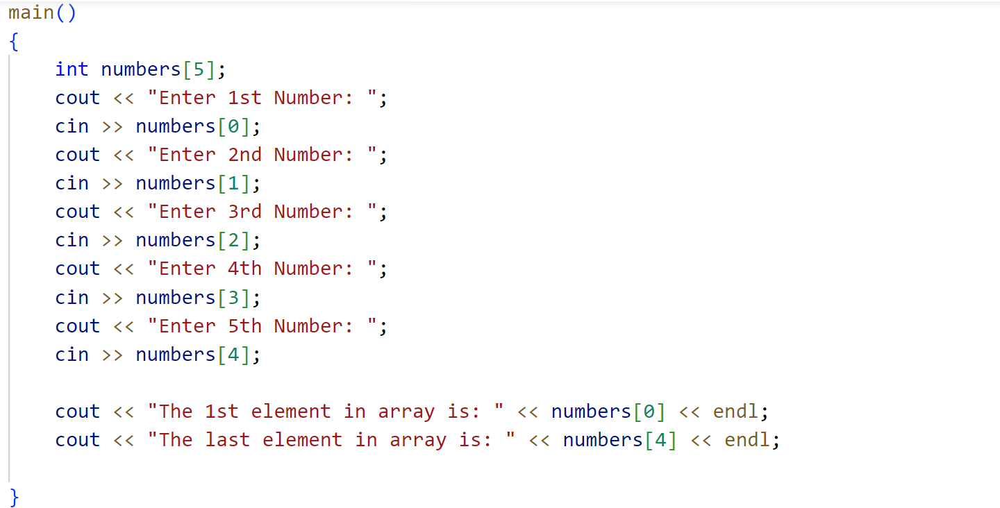 main()
{
    int numbers[5];
    cout << "Enter 1st Number: ";
    cin >> numbers[0];
    cout << "Enter 2nd Number: ";
    cin >> numbers[1];
    cout << "Enter 3rd Number: ";
    cin >> numbers[2];
    cout << "Enter 4th Number: ";
    cin >> numbers[3];
    cout << "Enter 5th Number: ";
    cin >> numbers[4];

    cout << "The 1st element in array is: " << numbers[0] << endl;
    cout << "The last element in array is: " << numbers[4] << endl;

}